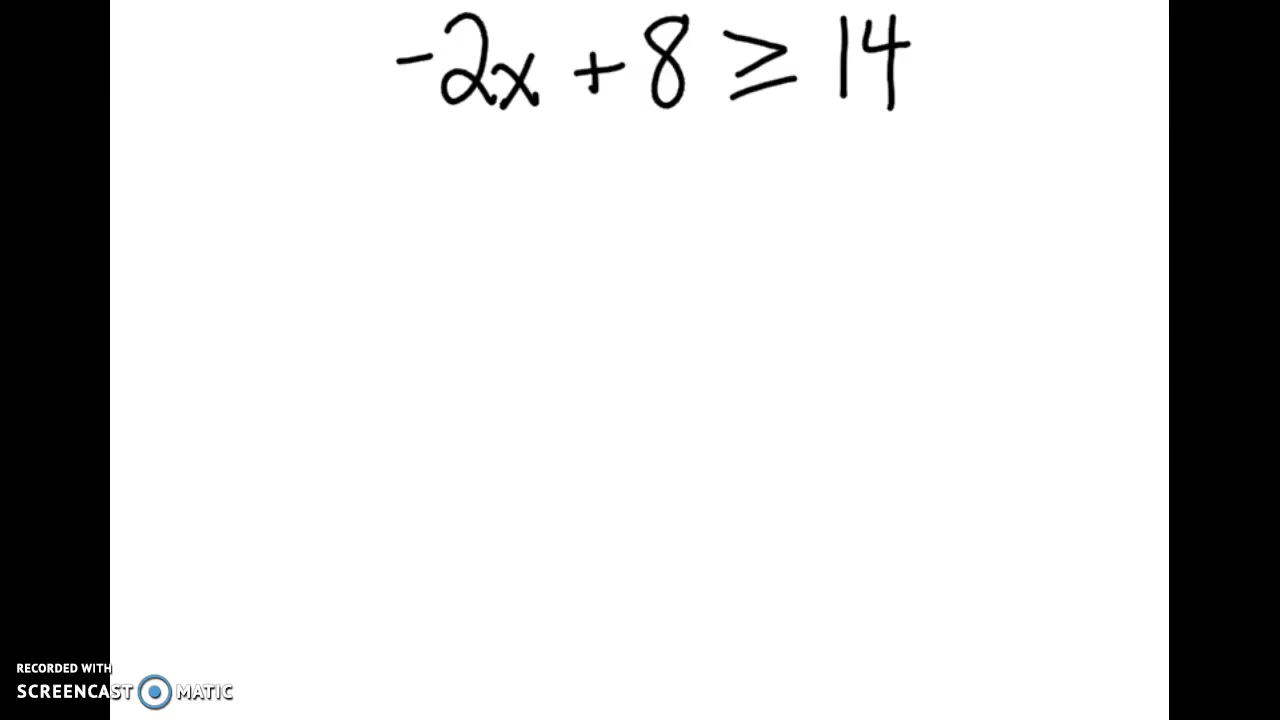 -2x + 8 ≥ 14
RECORDED WITH
SCREENCAST MATIC